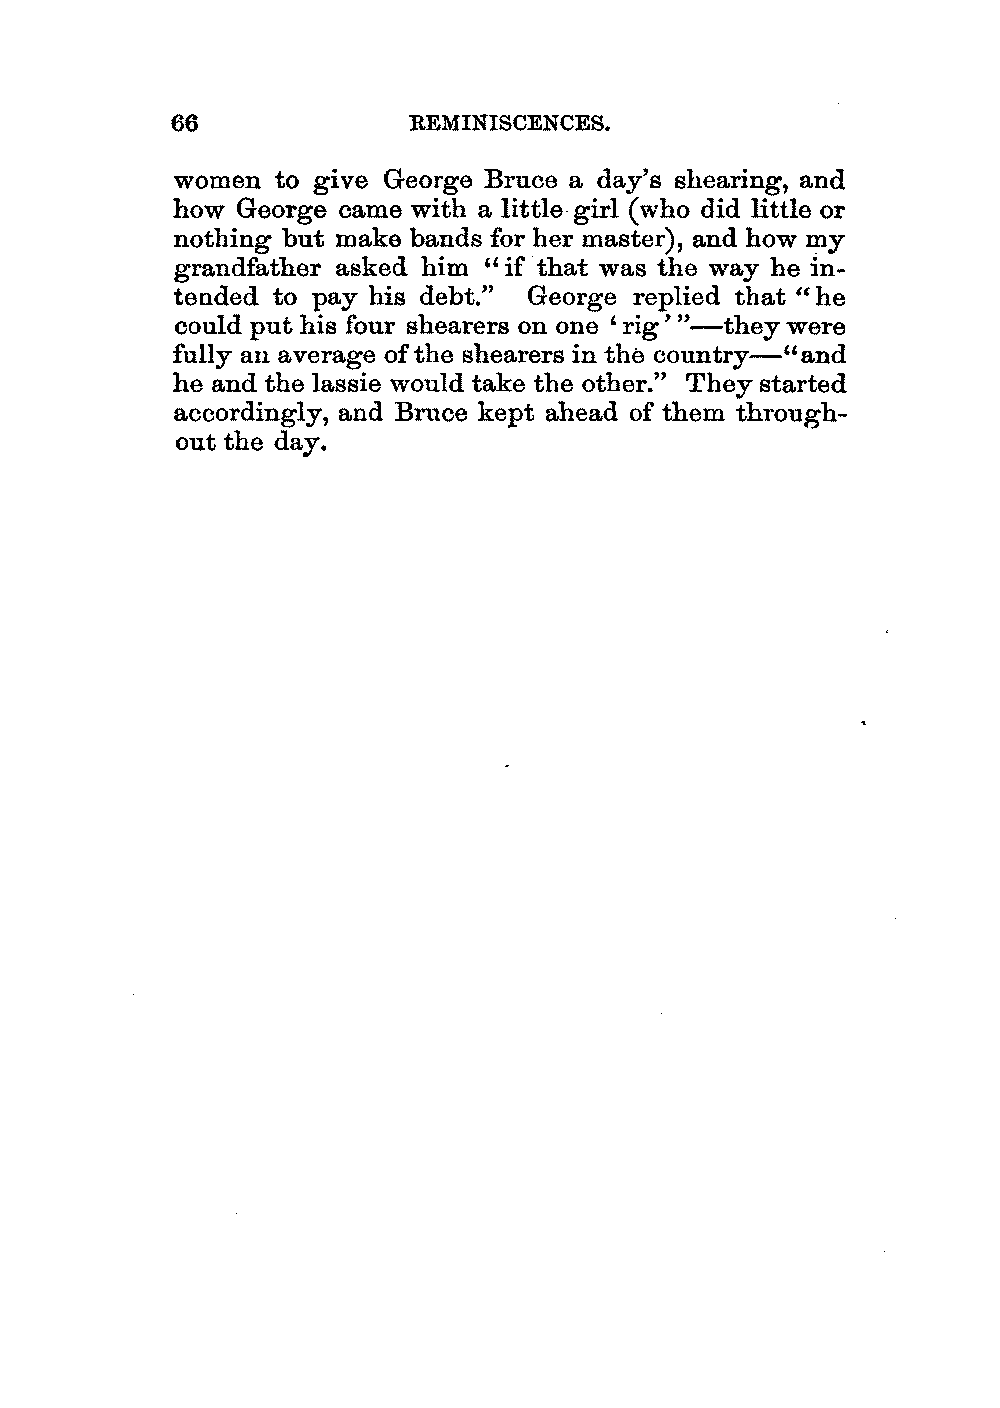 66 REMINISCENCES.
women to give George Bruce a day's shearing, and
how George came with a little girl (who did little or
nothing but make bands for her master), and how my
grandfather asked him "if that was the way he in-
tended to pay his debt." George replied that "he
could put his four shearers on one 'rig'"—they were
fully an average of the shearers in the country—"and
he and the lassie would take the other." They started
accordingly, and Bruce kept ahead of them through-
out the day.